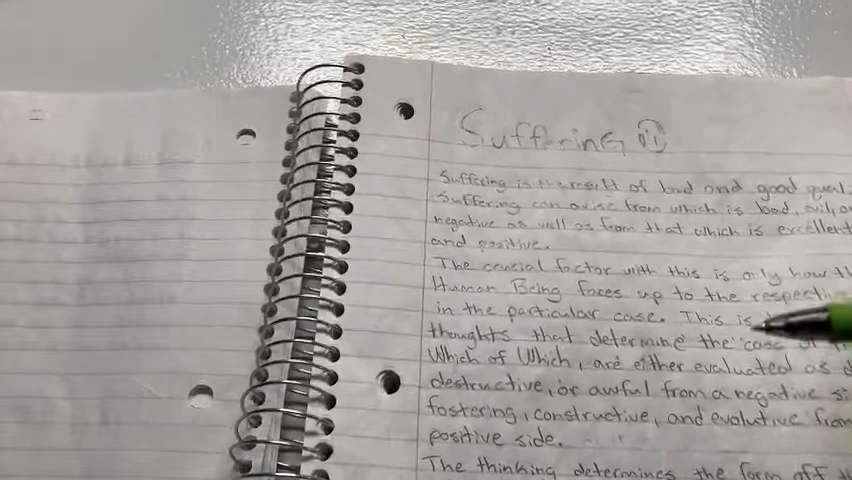 Suffering
Suffering is the result of bad and good
Suffering can arise from which is bad, evil,
negative as well as from that which is excellent
and positive.
The crucial factor with this is only how
Human Being faces up to the
in the particular case. This is
thoughts that determine the "case
Which of Which, are either evaluated as
destructive, or awful from a negative
fostering, constructive, and evolutive from
positive side.
The thinking determines the form off